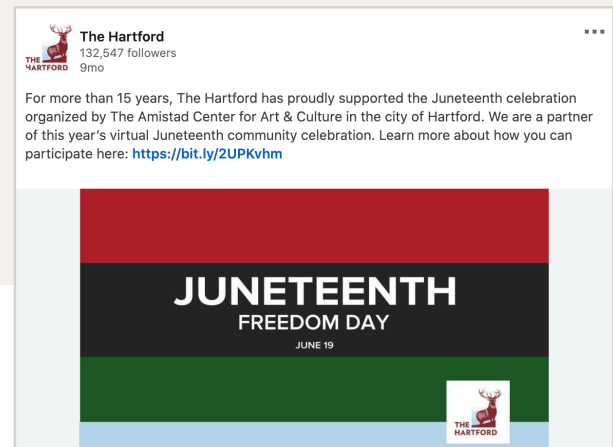 The Hartford
132,547 followers
9mo
THE
HARTFORD
For more than 15 years, The Hartford has proudly supported the Juneteenth celebration
organized by The Amistad Center for Art & Culture in the city of Hartford. We are a partner
of this year's virtual Juneteenth community celebration. Learn more about how you can
participate here: https://bit.ly/2UPKvhm
JUNETEENTH
FREEDOM DAY
JUNE 19
THE
HARTFORD